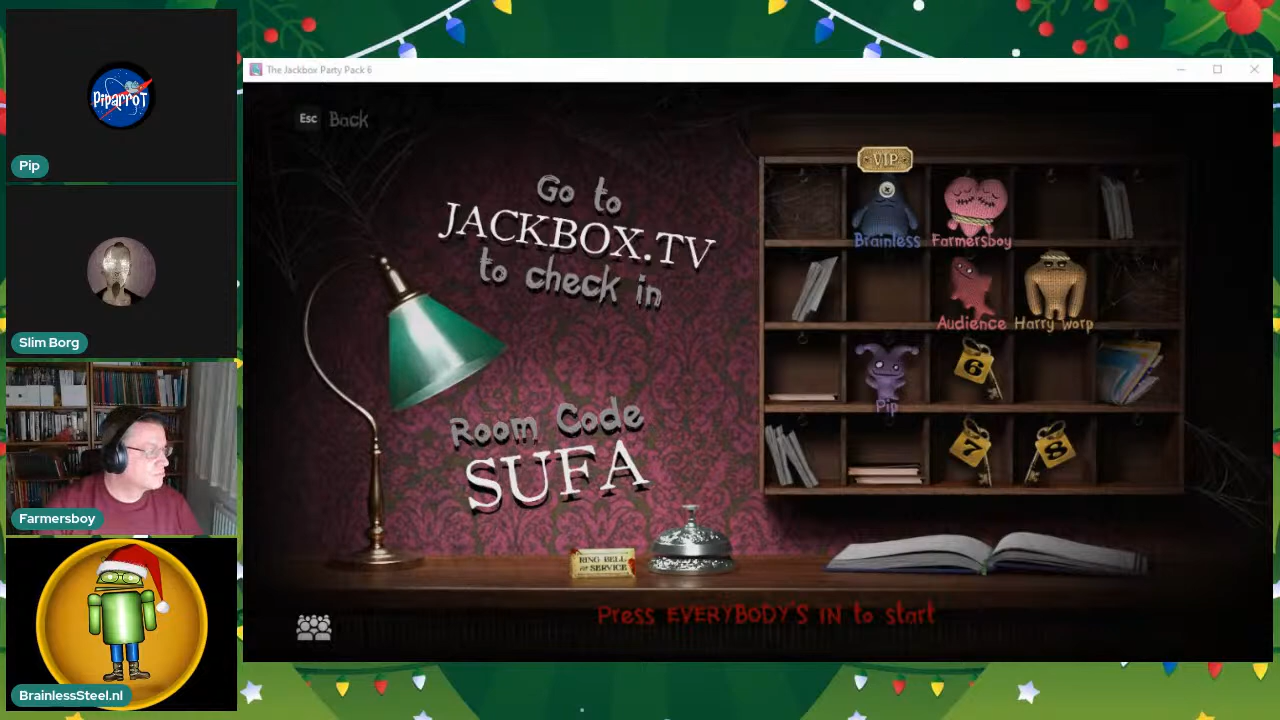 PiparroT
Pip
Slim Borg
Farmersboy
BrainlessSteel.nl
The Jackbox Party Pack 6
Esc Back
Go to
JACKBOX.TV
to check in
Room Code
SUFA
RING BELL
for SERVICE
VIP
Brainless Farmersboy
Audience Harry Worp
Pip 6
7 8
Press EVERYBODY'S IN to start